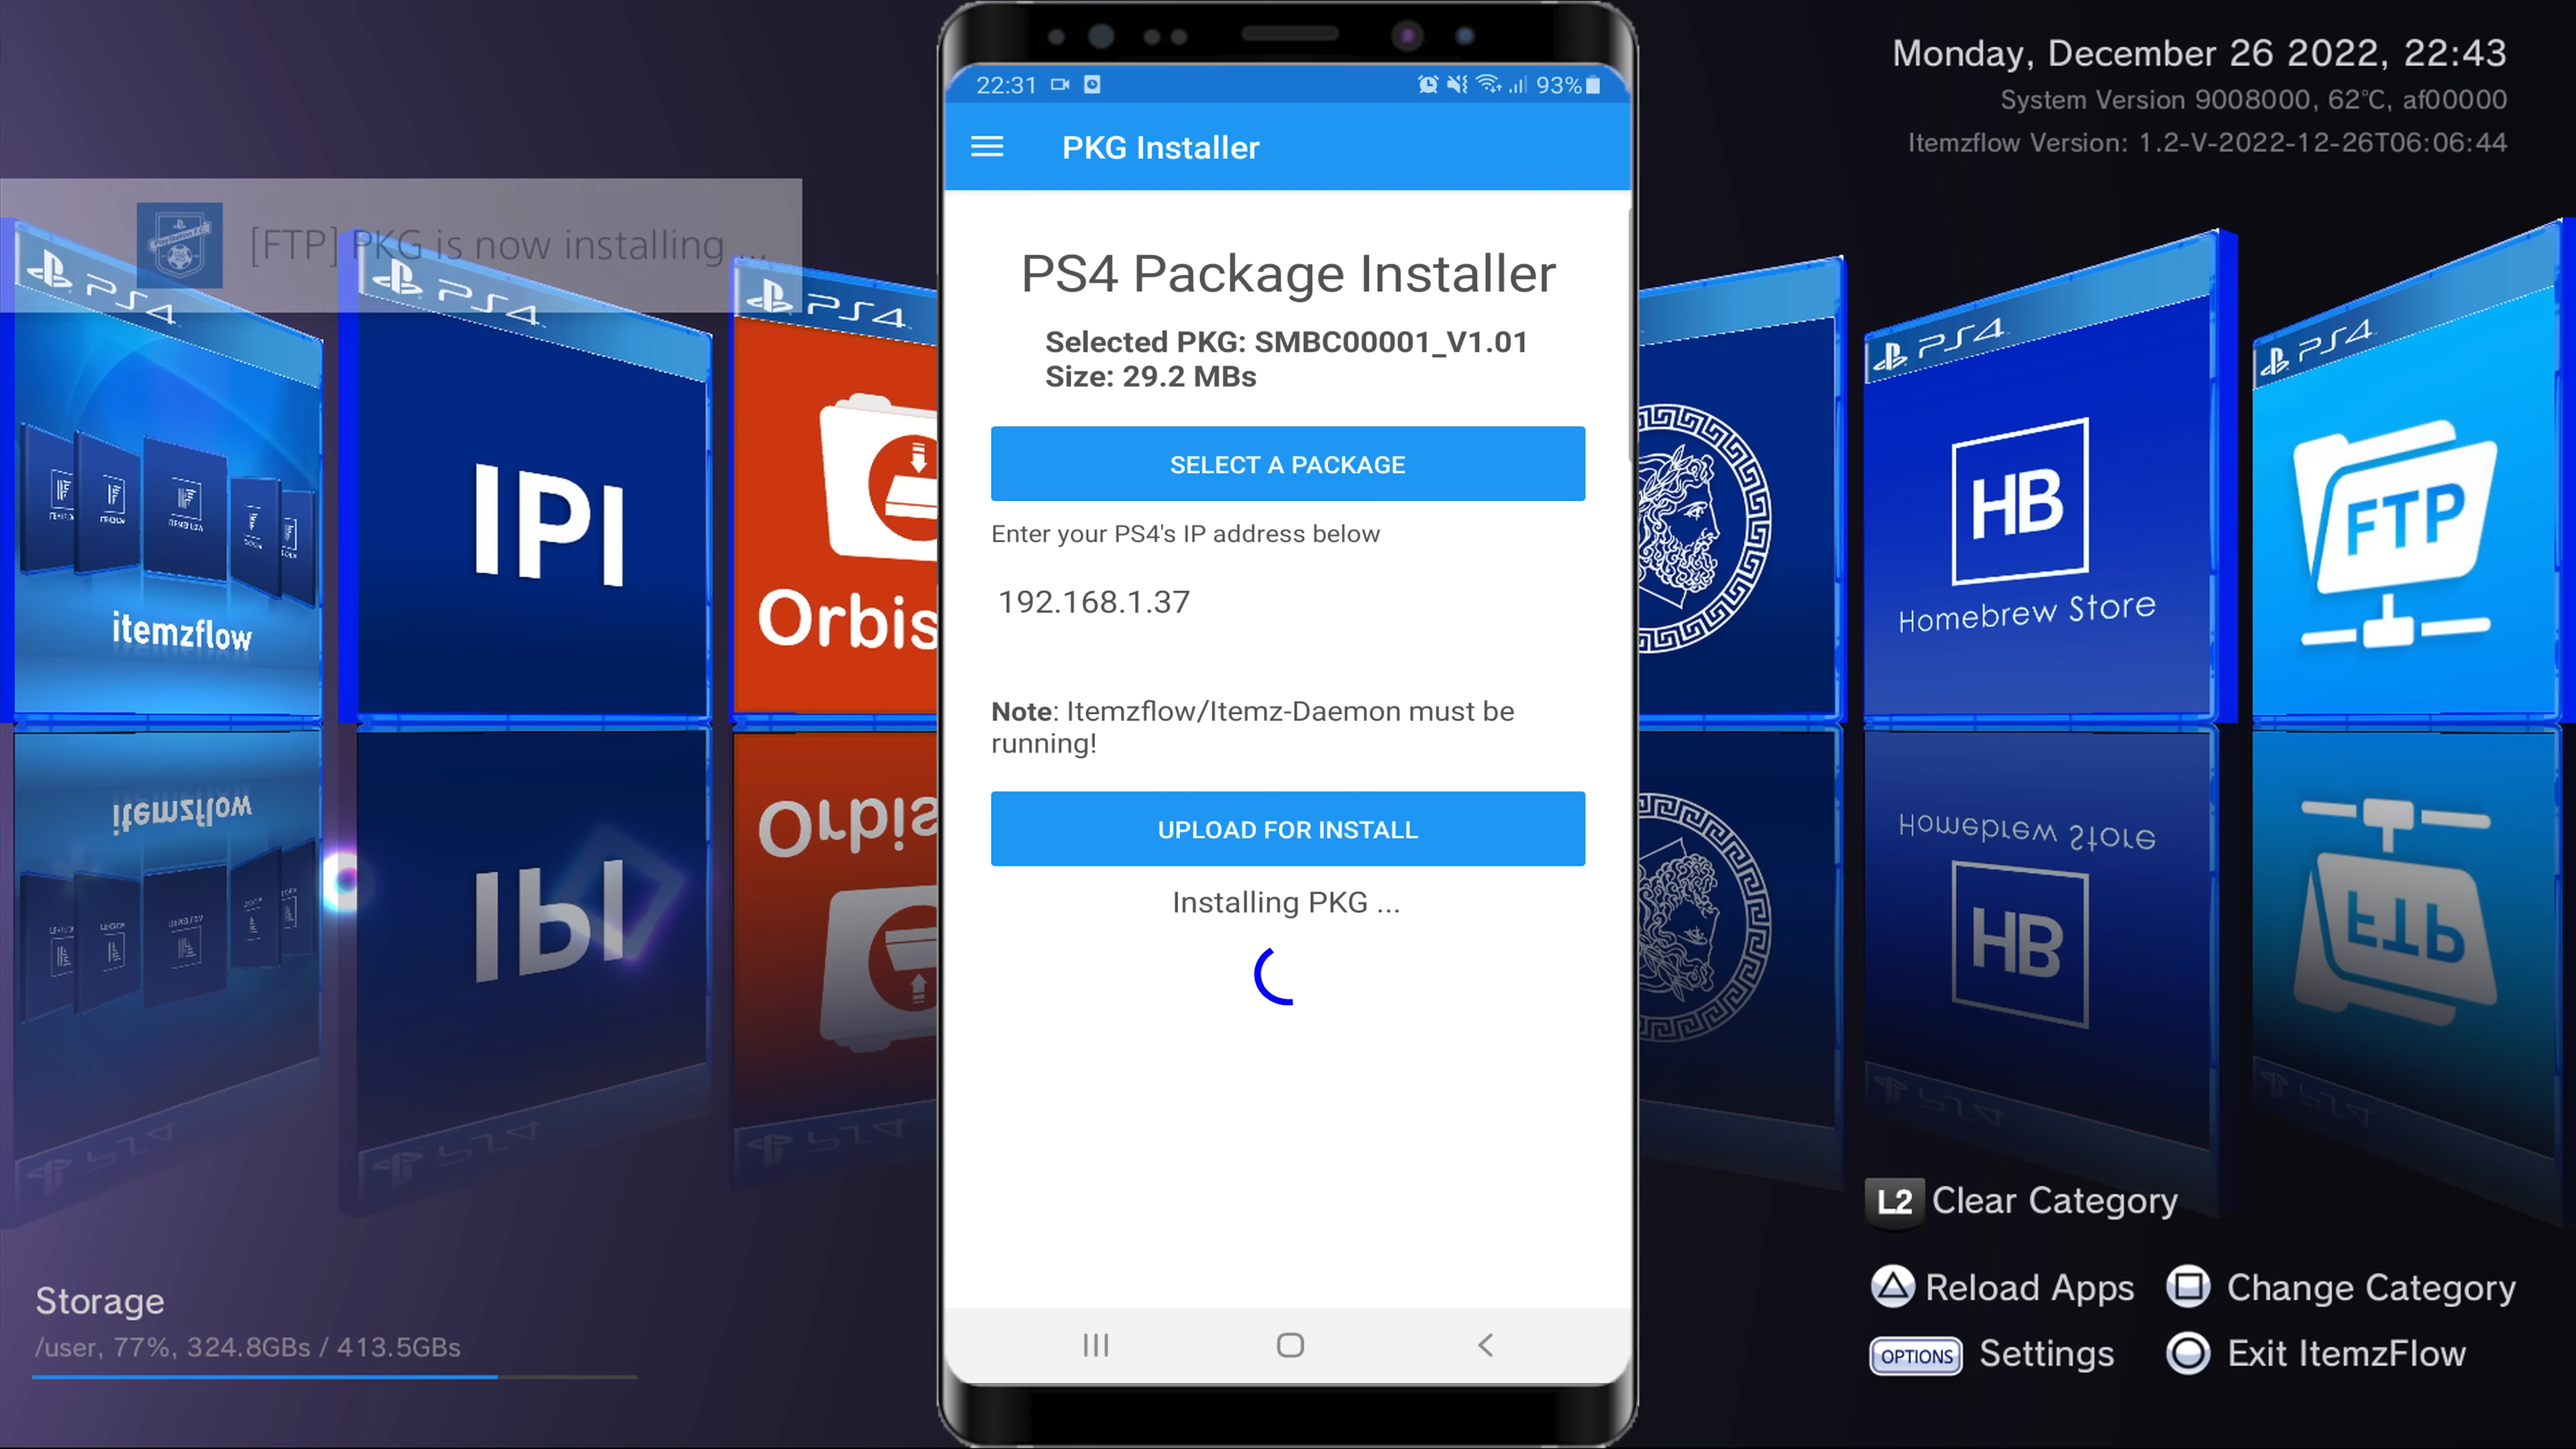 Monday, December 26 2022, 22:43
System Version 9008000, 62°C, af00000
Itemzflow Version: 1.2-V-2022-12-26T06:06:44
[FTP] PKG is now installing ...
22:31
93%
PKG Installer
PS4 Package Installer
Selected PKG: SMBC00001_V1.01
Size: 29.2 MBs
SELECT A PACKAGE
Enter your PS4's IP address below
192.168.1.37
Note: Itemzflow/Itemz-Daemon must be
running!
UPLOAD FOR INSTALL
Installing PKG ...
PS4
itemzflow
PS4
IPI
PS4
Orbis
PS4
HB
Homebrew Store
PS4
FTP
Storage
/user, 77%, 324.8GBs / 413.5GBs
L2 Clear Category
Reload Apps
Change Category
OPTIONS Settings
Exit ItemzFlow